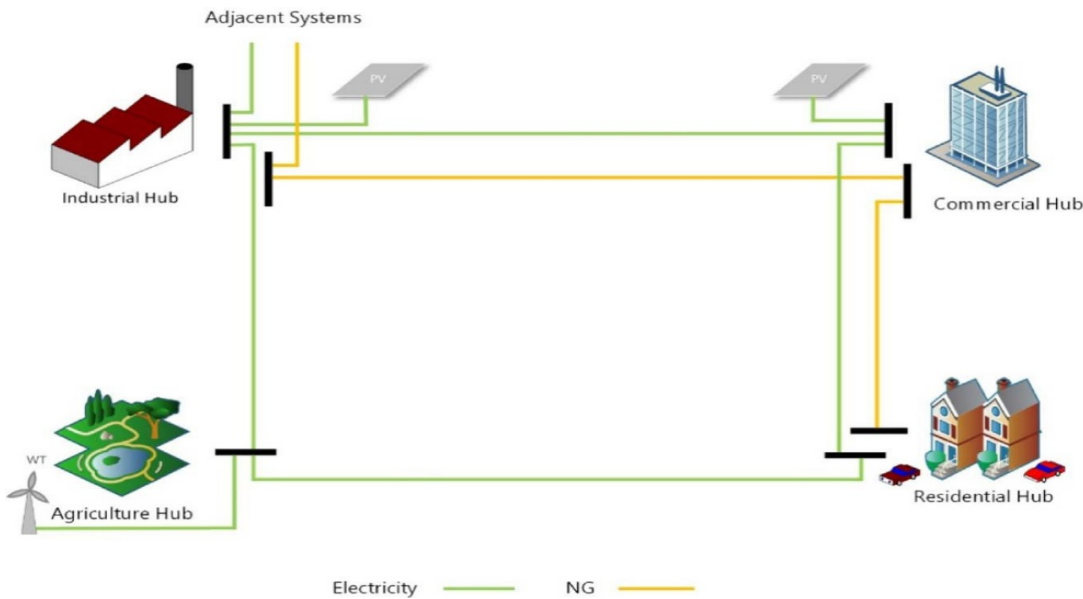 Adjacent Systems
PV
PV
Industrial Hub
Commercial Hub
WT
Agriculture Hub
Residential Hub
Electricity
NG